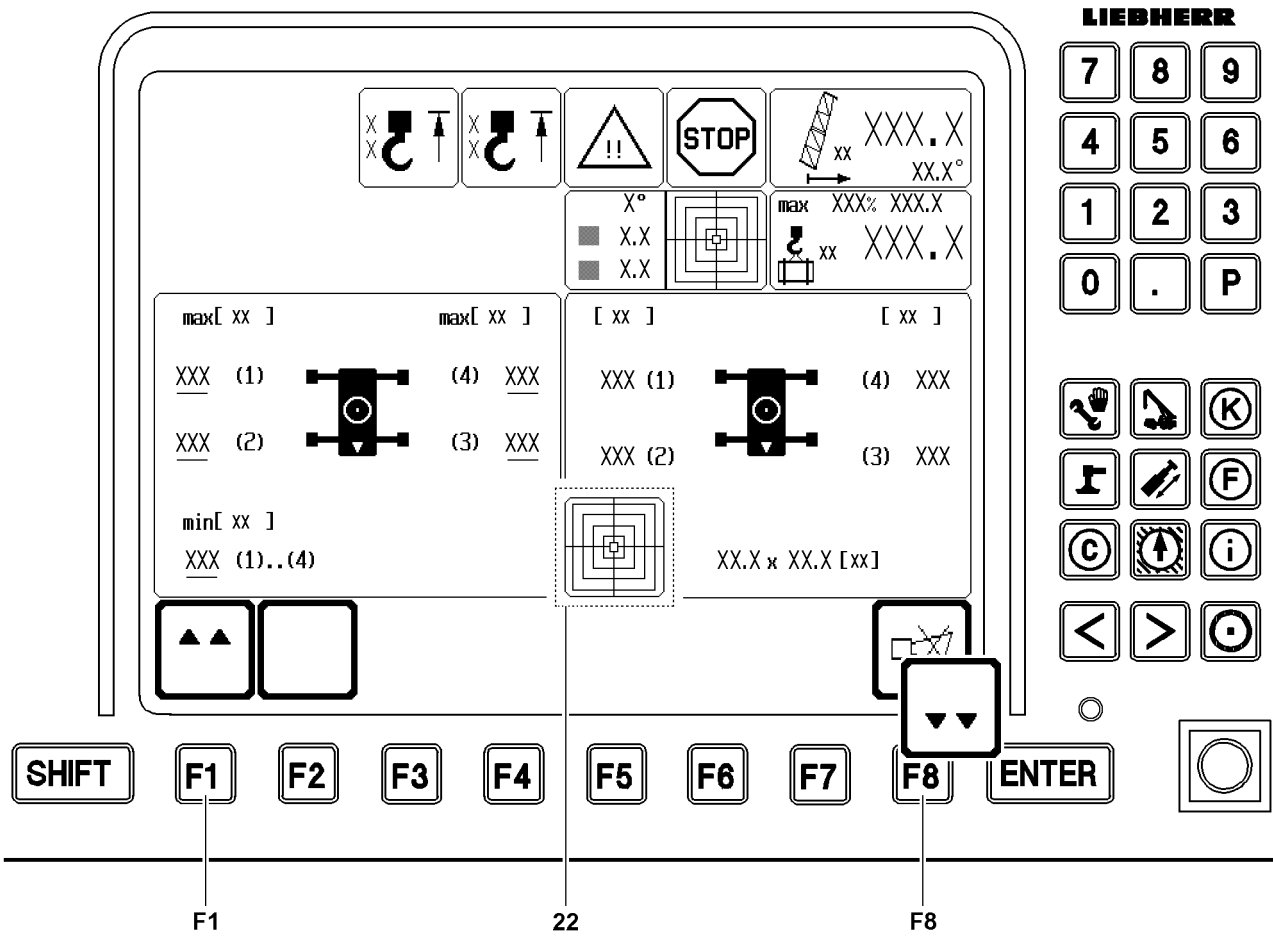 LIEBHERR
7 8 9
X X X X !! STOP xx XXX.X
XX.X°
4 5 6
X° max XXX% XXX.X
X.X xx XXX.X
X.X
1 2 3
0 . P
max[ xx ] max[ xx ] [ xx ] [ xx ]
XXX (1) (4) XXX XXX (1) (4) XXX
K
XXX (2) (3) XXX XXX (2) (3) XXX
F
min[ xx ]
XXX (1)..(4) XX.X x XX.X [xx]
C i
< >
SHIFT F1 F2 F3 F4 F5 F6 F7 F8 ENTER
F1 22 F8